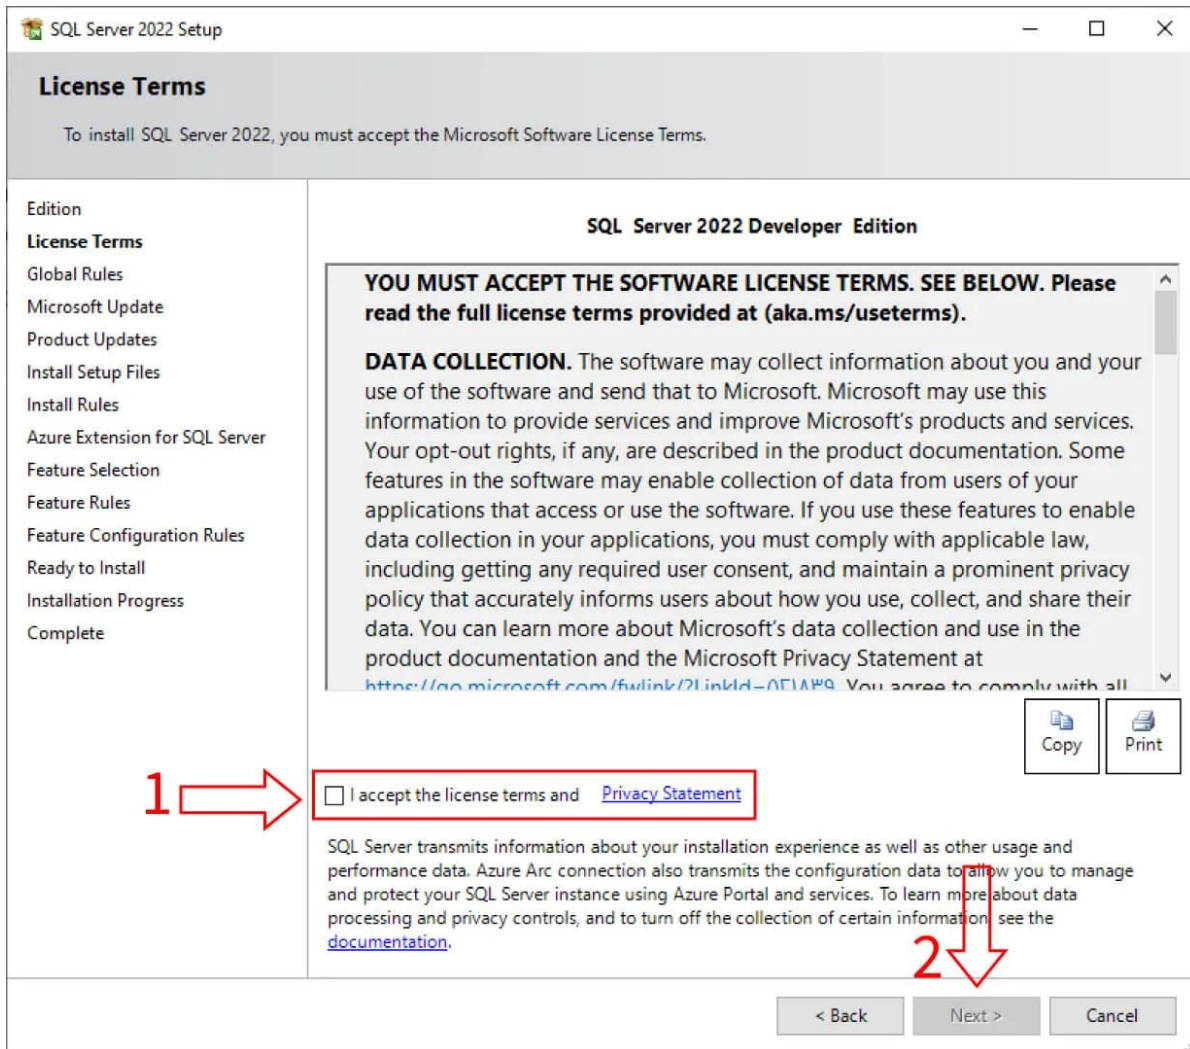 SQL Server 2022 Setup
License Terms
To install SQL Server 2022, you must accept the Microsoft Software License Terms.
Edition
License Terms
Global Rules
Microsoft Update
Product Updates
Install Setup Files
Install Rules
Azure Extension for SQL Server
Feature Selection
Feature Rules
Feature Configuration Rules
Ready to Install
Installation Progress
Complete
SQL Server 2022 Developer Edition
YOU MUST ACCEPT THE SOFTWARE LICENSE TERMS. SEE BELOW. Please
read the full license terms provided at (aka.ms/useterms).
DATA COLLECTION. The software may collect information about you and your
use of the software and send that to Microsoft. Microsoft may use this
information to provide services and improve Microsoft's products and services.
Your opt-out rights, if any, are described in the product documentation. Some
features in the software may enable collection of data from users of your
applications that access or use the software. If you use these features to enable
data collection in your applications, you must comply with applicable law,
including getting any required user consent, and maintain a prominent privacy
policy that accurately informs users about how you use, collect, and share their
data. You can learn more about Microsoft's data collection and use in the
product documentation and the Microsoft Privacy Statement at
You agree to comply with all
Copy
Print
1
I accept the license terms and Privacy Statement
SQL Server transmits information about your installation experience as well as other usage and
performance data. Azure Arc connection also transmits the configuration data to allow you to manage
and protect your SQL Server instance using Azure Portal and services. To learn more about data
processing and privacy controls, and to turn off the collection of certain information see the
documentation.
2
< Back
Next >
Cancel